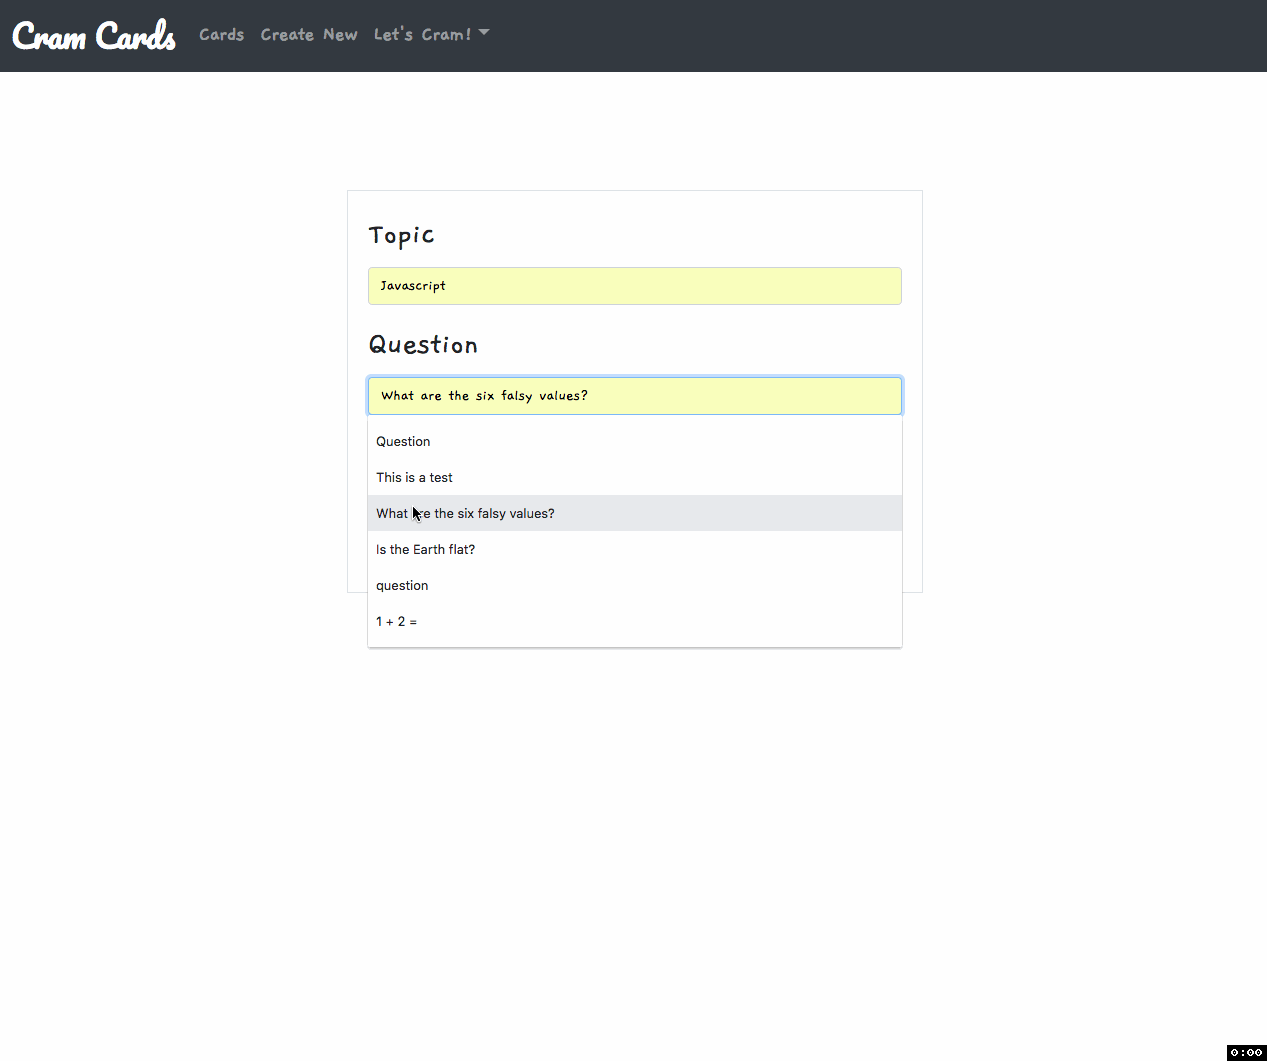 Cram Cards Cards Create New Let's Cram!
Topic
Javascript
Question
What are the six falsy values?
Question
This is a test
What are the six falsy values?
Is the Earth flat?
question
1 + 2 =
0:00